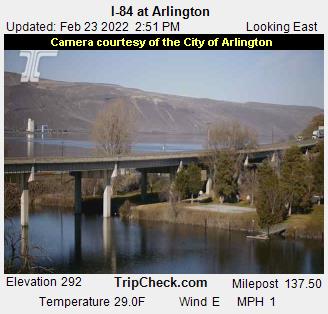 I-84 at Arlington
Updated: Feb 23 2022 2:51 PM Looking East
Camera courtesy of the City of Arlington
Elevation 292 TripCheck.com Milepost 137.50
Temperature 29.0F Wind E MPH 1